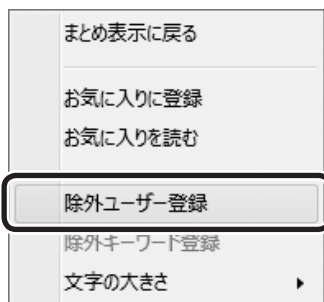 まとめ表示に戻る
お気に入りに登録
お気に入りを読む
除外ユーザー登録
除外キーワード登録
文字の大きさ